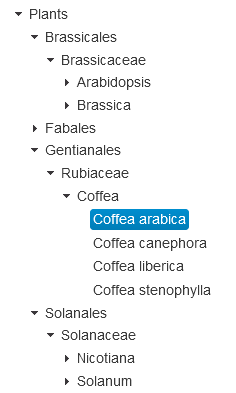 Plants
Brassicales
Brassicaceae
Arabidopsis
Brassica
Fabales
Gentianales
Rubiaceae
Coffea
Coffea arabica
Coffea canephora
Coffea liberica
Coffea stenophylla
Solanales
Solanaceae
Nicotiana
Solanum